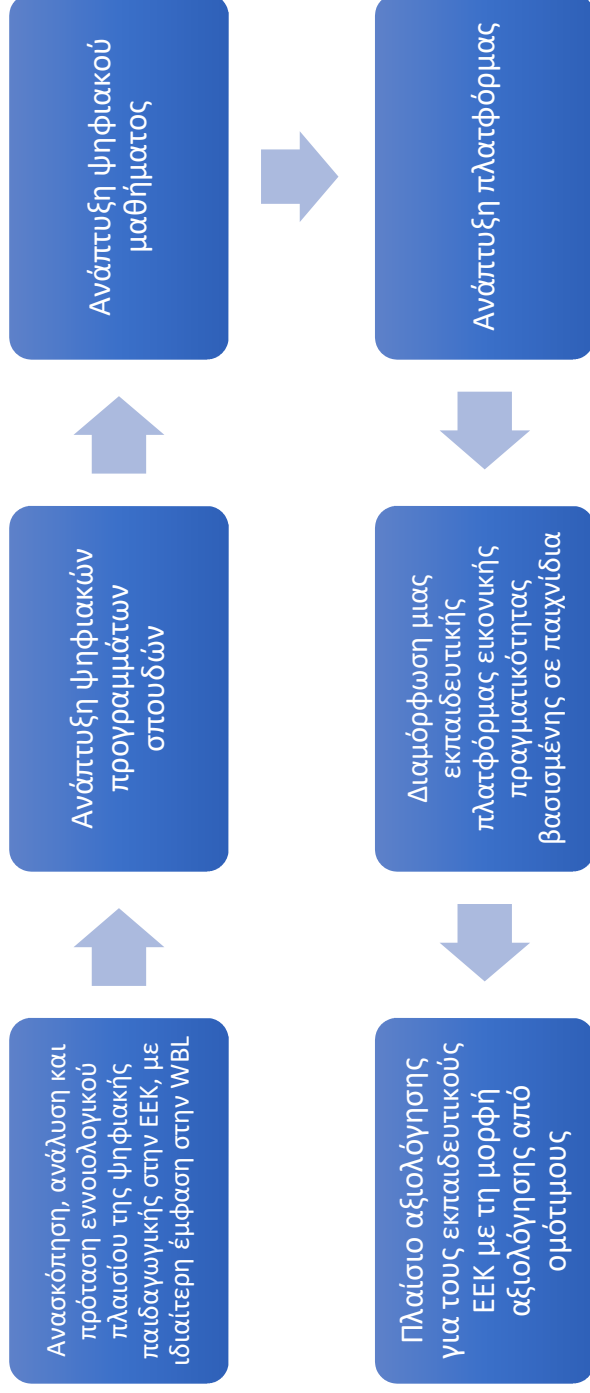 Ανασκόπηση, ανάλυση και
πρόταση εννοιολογικού
πλαισίου της ψηφιακής
παιδαγωγικής στην ΕΕΚ, με
ιδιαίτερη έμφαση στην WBL
Ανάπτυξη ψηφιακών
προγραμμάτων
σπουδών
Ανάπτυξη ψηφιακού
μαθήματος
Ανάπτυξη πλατφόρμας
Διαμόρφωση μιας
εκπαιδευτικής
πλατφόρμας εικονικής
πραγματικότητας
βασισμένης σε παιχνίδια
Πλαίσιο αξιολόγησης
για τους εκπαιδευτικούς
ΕΕΚ με τη μορφή
αξιολόγησης από
ομότιμους